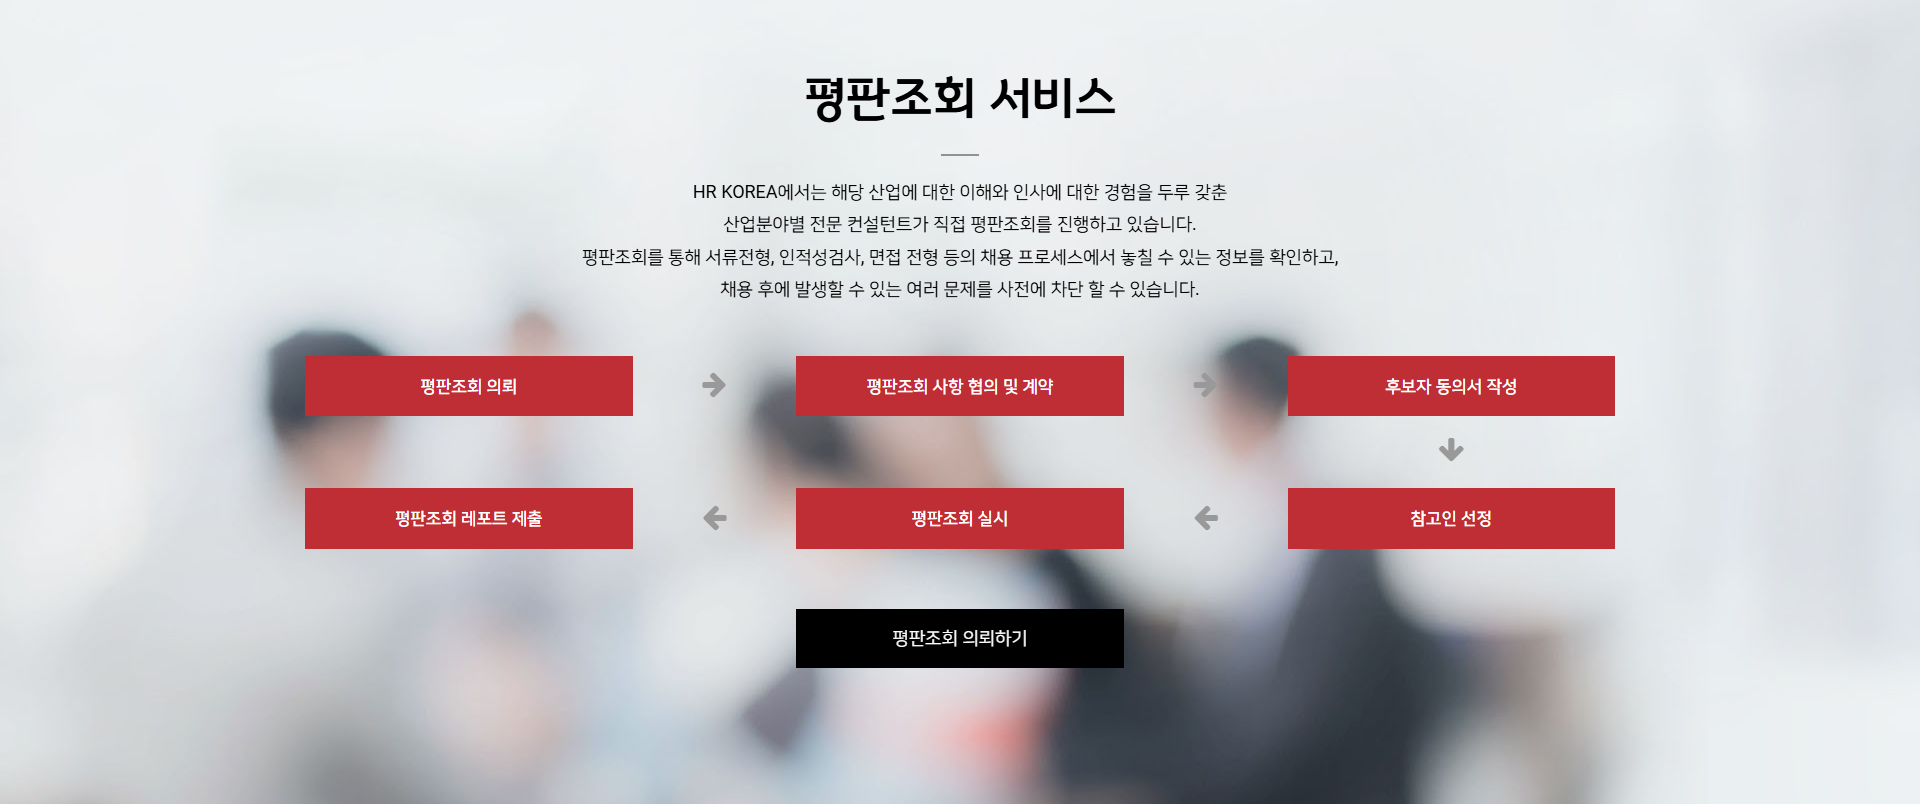 평판조회 서비스
HR KOREA에서는 해당 산업에 대한 이해와 인사에 대한 경험을 두루 갖춘
산업분야별 전문 컨설턴트가 직접 평판조회를 진행하고 있습니다.
평판조회를 통해 서류전형, 인적성검사, 면접 전형 등의 채용 프로세스에서 놓칠 수 있는 정보를 확인하고,
채용 후에 발생할 수 있는 여러 문제를 사전에 차단 할 수 있습니다.
평판조회 의뢰
평판조회 사항 협의 및 계약
후보자 동의서 작성
참고인 선정
평판조회 실시
평판조회 레포트 제출
평판조회 의뢰하기